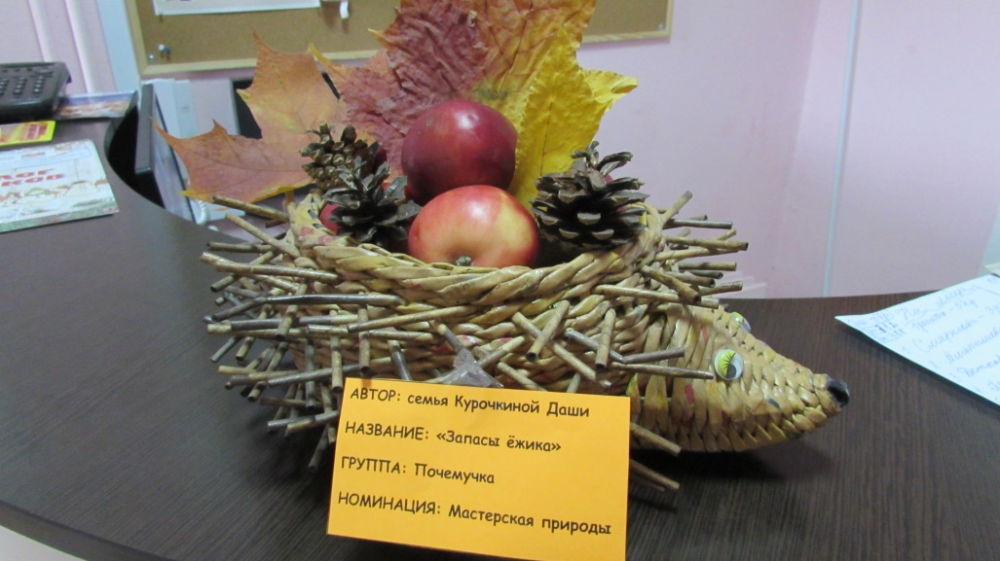 АВТОР: семья Курочкиной Даши
НАЗВАНИЕ: «Запасы ёжика»
ГРУППА: Почемучка
НОМИНАЦИЯ: Мастерская природы